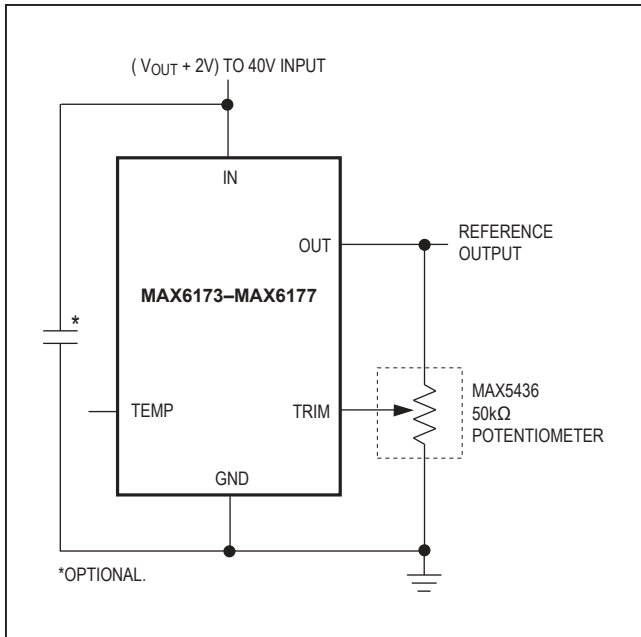 ( VOUT + 2V) TO 40V INPUT
IN
OUT
REFERENCE
OUTPUT
MAX6173–MAX6177
*
TEMP
TRIM
MAX5436
50kΩ
POTENTIOMETER
GND
*OPTIONAL.